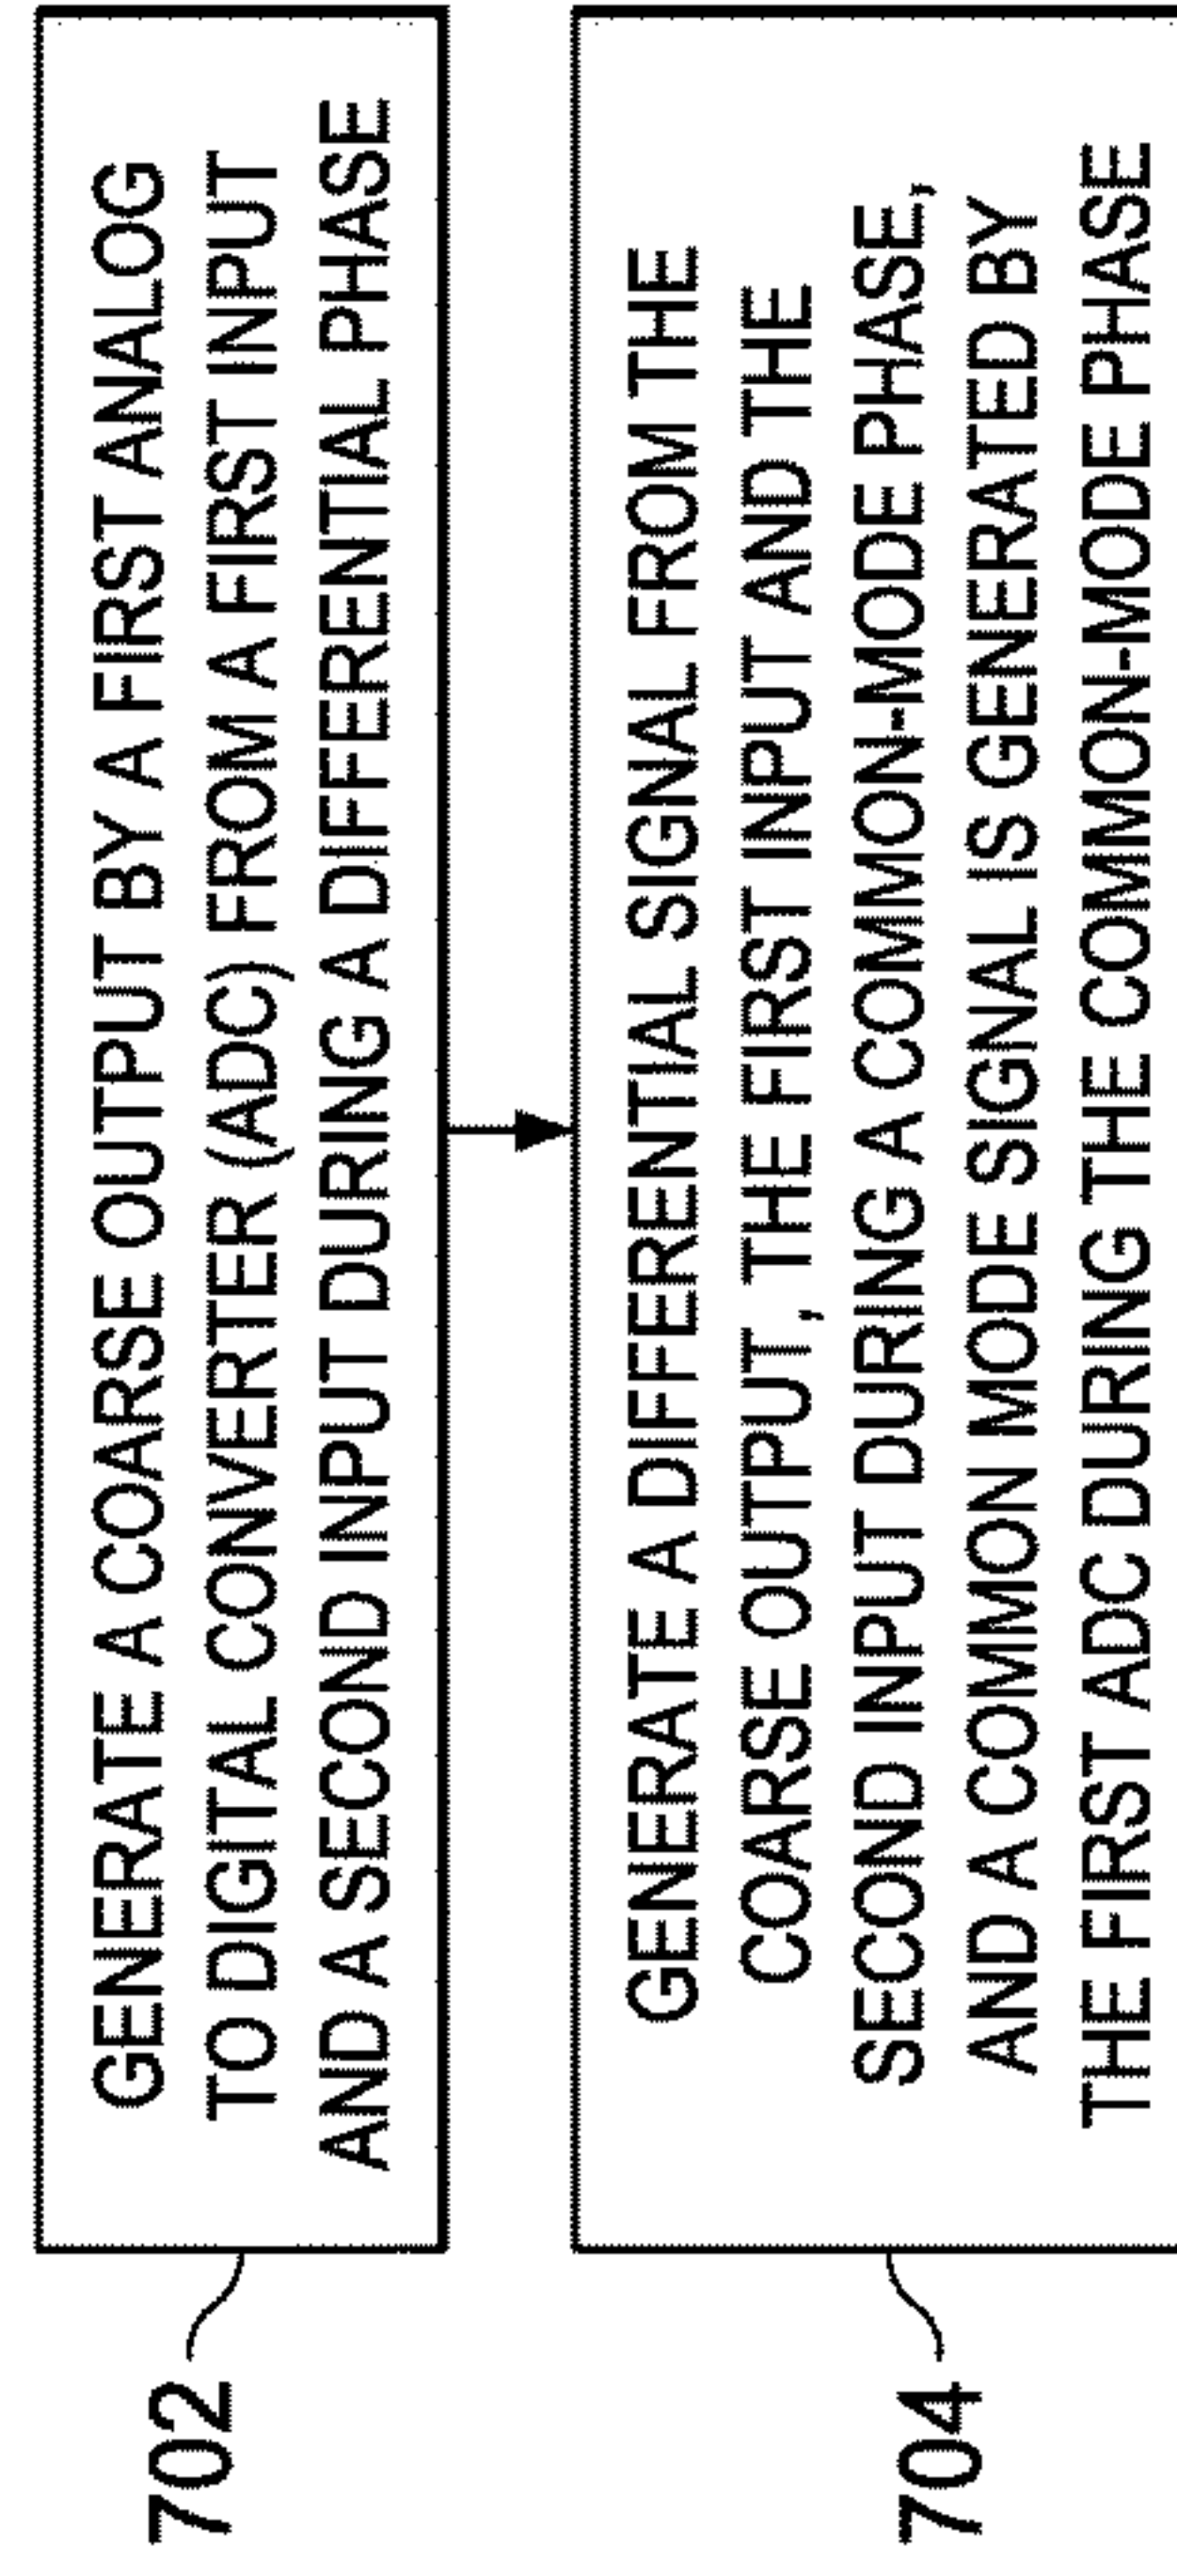 702
GENERATE A COARSE OUTPUT BY A FIRST ANALOG
TO DIGITAL CONVERTER (ADC) FROM A FIRST INPUT
AND A SECOND INPUT DURING A DIFFERENTIAL PHASE
704
GENERATE A DIFFERENTIAL SIGNAL FROM THE
COARSE OUTPUT, THE FIRST INPUT AND THE
SECOND INPUT DURING A COMMON-MODE PHASE,
AND A COMMON MODE SIGNAL IS GENERATED BY
THE FIRST ADC DURING THE COMMON-MODE PHASE